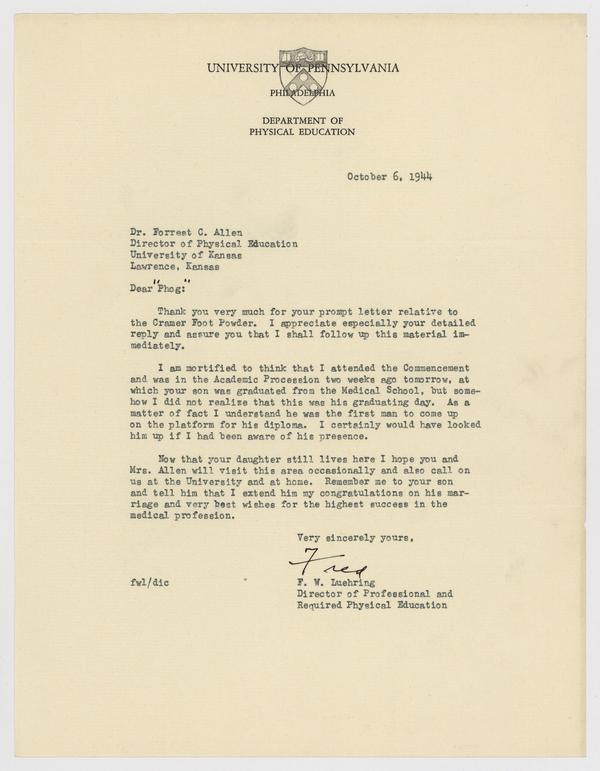 UNIVERSITY OF PENNSYLVANIA
PHILADELPHIA
DEPARTMENT OF
PHYSICAL EDUCATION
October 6, 1944
Dr. Forrest C. Allen
Director of Physical Education
University of Kansas
Lawrence, Kansas
Dear "Phog:"
Thank you very much for your prompt letter relative to
the Cramer Foot Powder. I appreciate especially your detailed
reply and assure you that I shall follow up this material im-
mediately.
I am mortified to think that I attended the Commencement
and was in the Academic Procession two weeks ago tomorrow, at
which your son was graduated from the Medical School, but some-
how I did not realize that this was his graduating day. As a
matter of fact I understand he was the first man to come up
on the platform for his diploma. I certainly would have looked
him up if I had been aware of his presence.
Now that your daughter still lives here I hope you and
Mrs. Allen will visit this area occasionally and also call on
us at the University and at home. Remember me to your son
and tell him that I extend him my congratulations on his mar-
riage and very best wishes for the highest success in the
medical profession.
Very sincerely yours,
Fred
fwl/dic F. W. Luehring
Director of Professional and
Required Physical Education